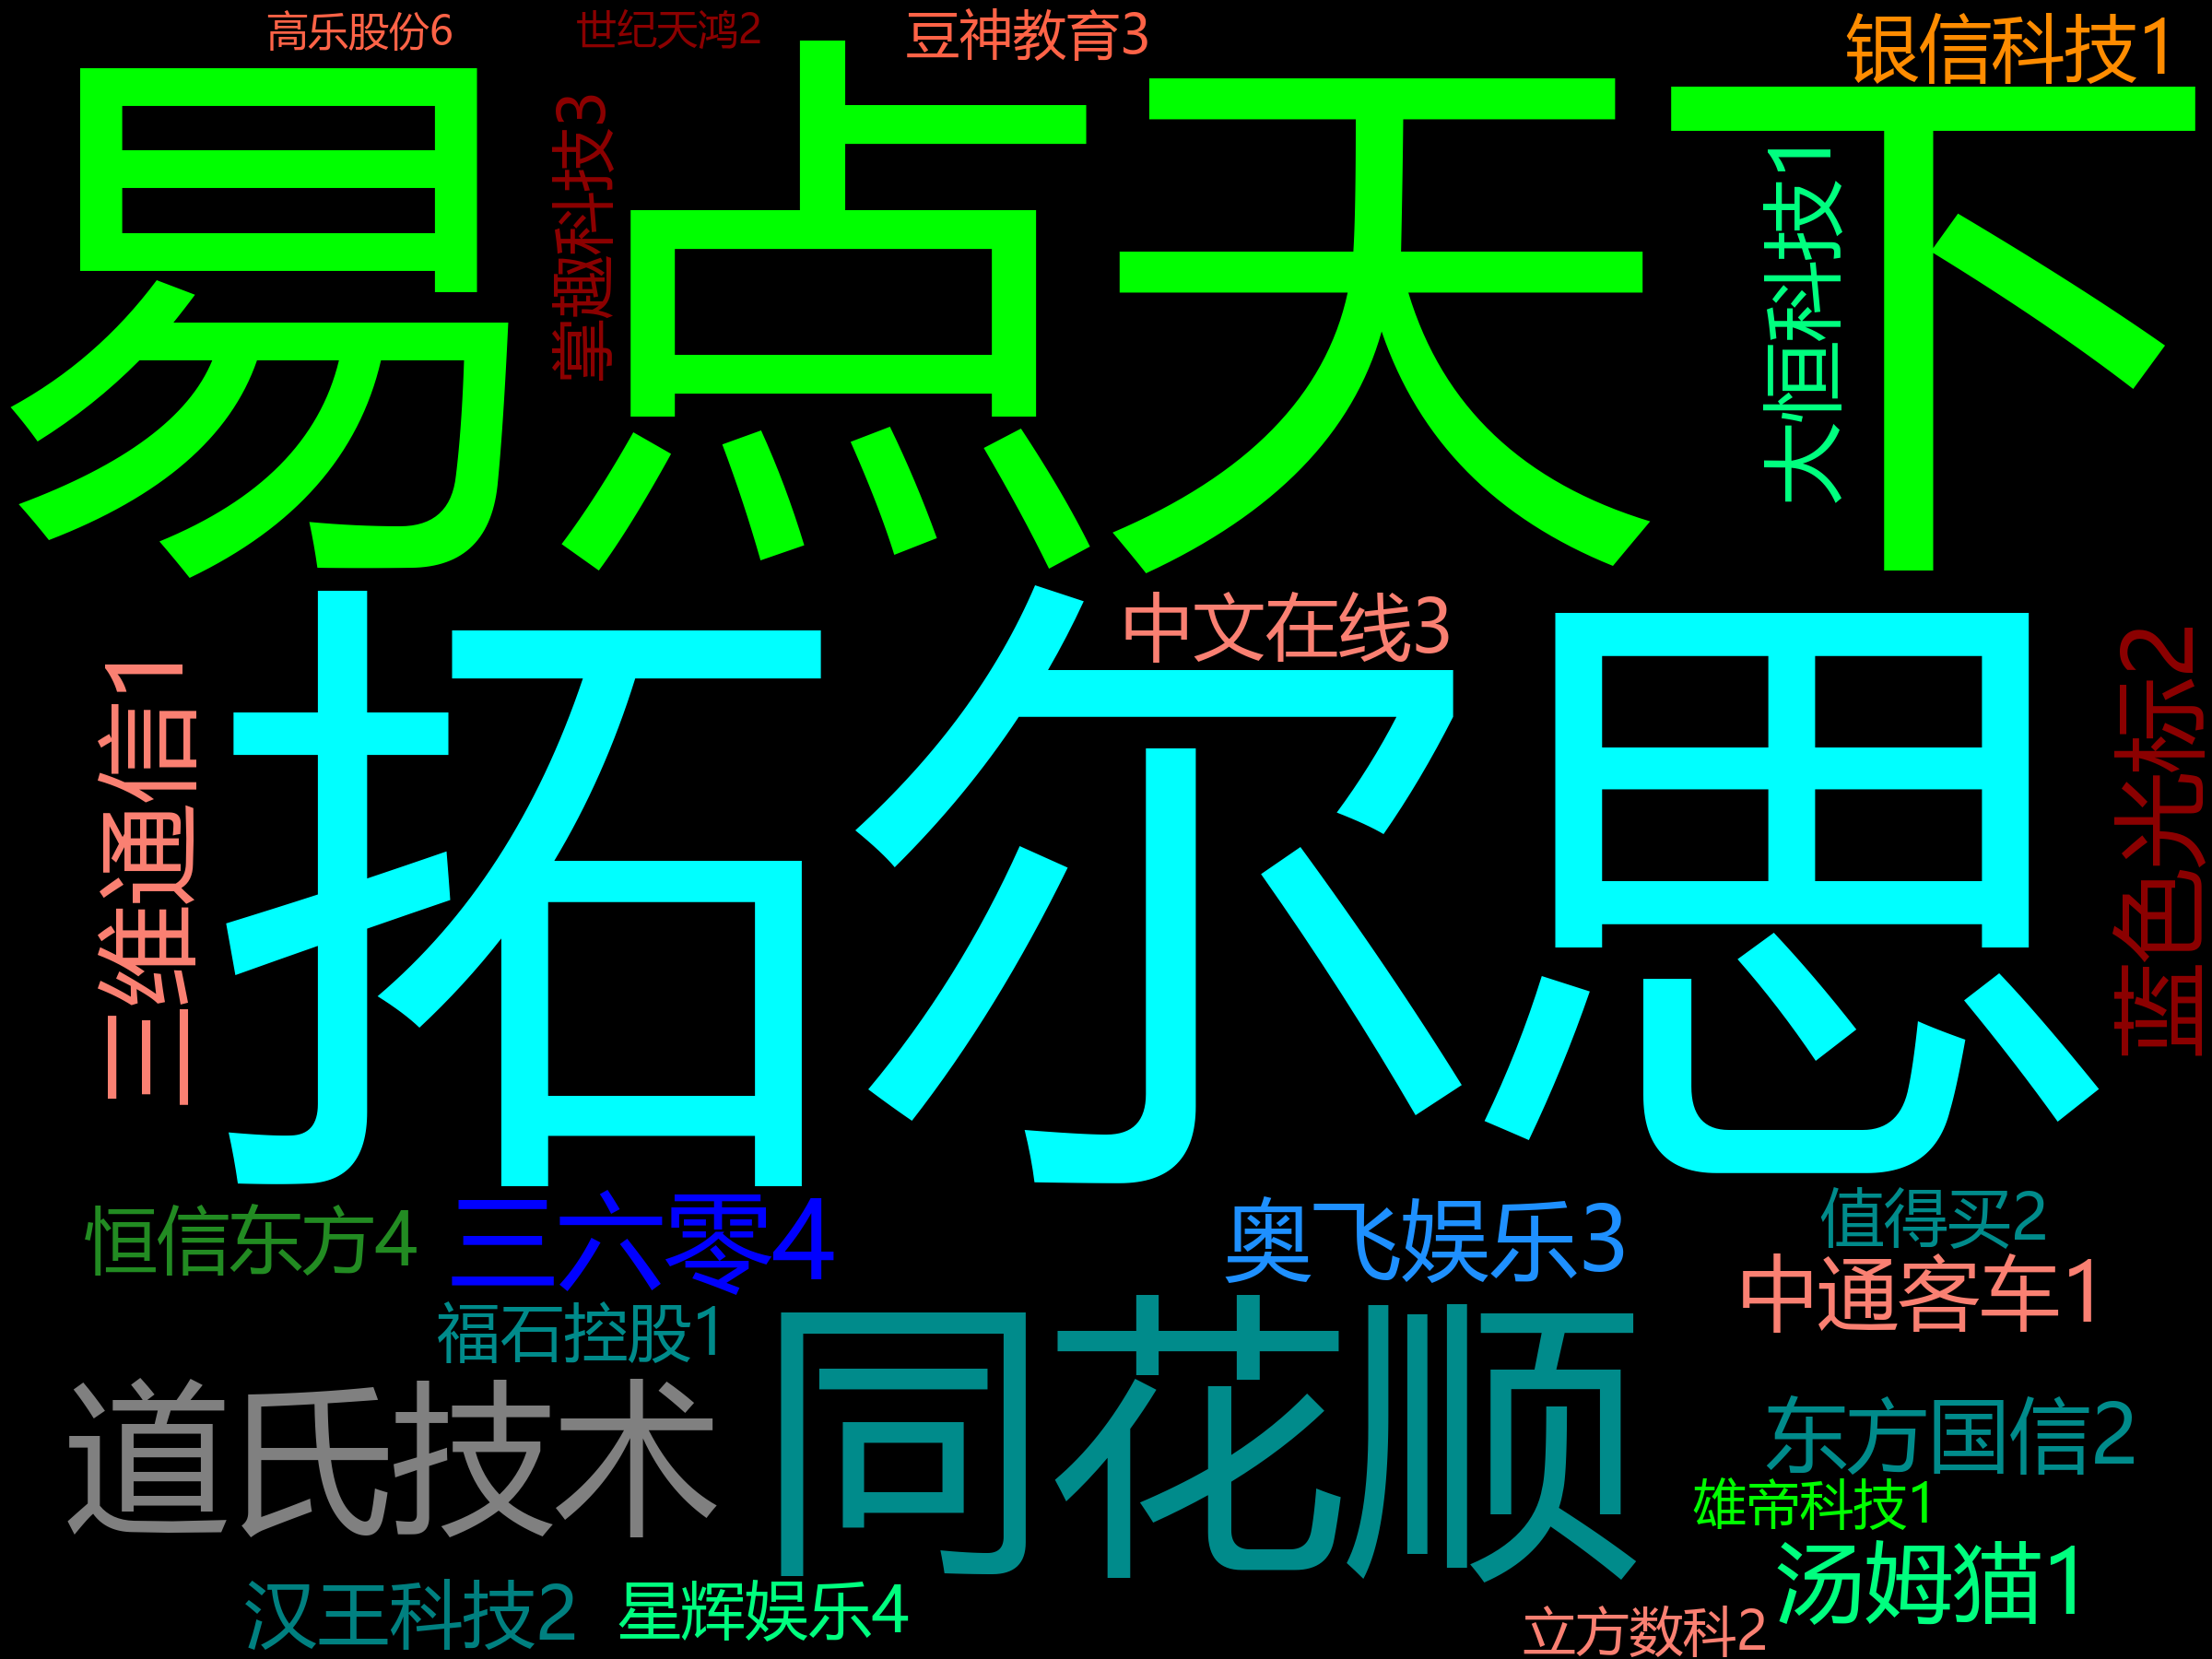 高乐股份6
世纪天鸿2
豆神教育3
银信科技1
易点天下
掌趣科技3
太恒科技1
中文在线3
三维通信1
拓尔思
蓝色光标2
恒信东方4
三六零4
奥飞娱乐3
值得买2
中通客车1
福石控股1
同花顺
道氏技术
东方国信2
维帝科技1
汤姆猫1
汉王科技2
星辉娱乐4
立方数科2